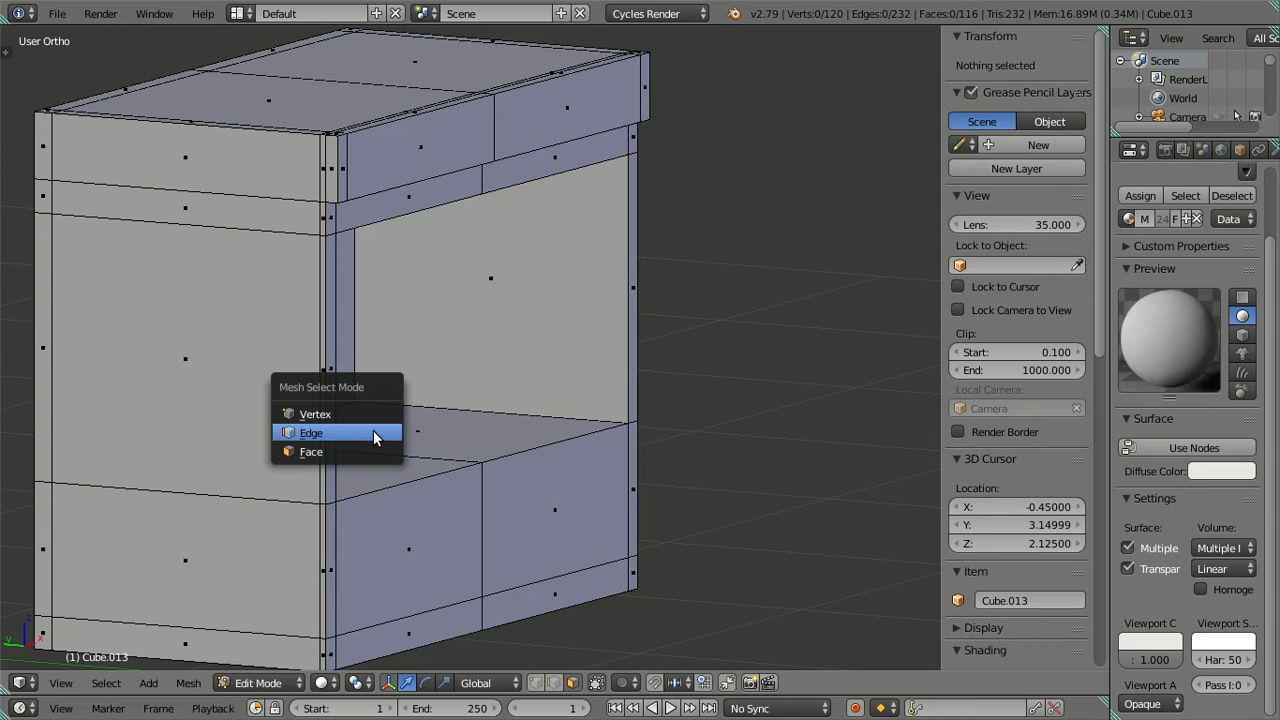 File Render Window Help Default Scene Cycles Render v2.79 | Verts:0/120 | Edges:0/232 | Faces:0/116 | Tris:232 | Mem:16.89M (0.34M) | Cube.013
User Ortho
Mesh Select Mode
Vertex
Edge
Face
(1) Cube.013
y x z
View Select Add Mesh Edit Mode Global
View Marker Frame Playback Start: 1 End: 250 1 No Sync
Transform
Nothing selected
Grease Pencil Layers
Scene Object
New
New Layer
View
Lens: 35.000
Lock to Object:
Lock to Cursor
Lock Camera to View
Clip:
Start: 0.100
End: 1000.000
Local Camera:
Camera
Render Border
3D Cursor
Location:
X: -0.45000
Y: 3.14999
Z: 2.12500
Item
Cube.013
Display
Shading
View Search All Sc
Scene
RenderL
World
Camera
Assign Select Deselect
M 24 F Data
Custom Properties
Preview
Surface
Use Nodes
Diffuse Color:
Settings
Surface: Volume:
Multiple Multiple I
Transpar Linear
Homoge
Viewport C Viewport S...
: 1.000 Har: 50
Viewport A Pass I:0
Opaque